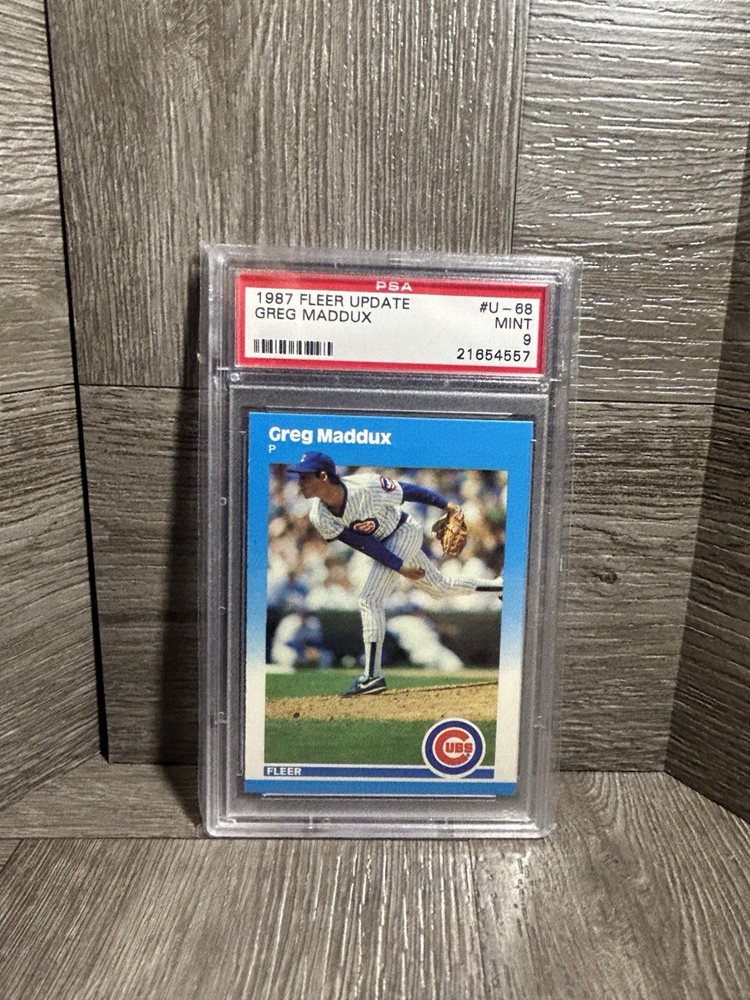 PSA
1987 FLEER UPDATE #U-68
GREG MADDUX MINT
9
21654557
Greg Maddux
P
CUBS
FLEER